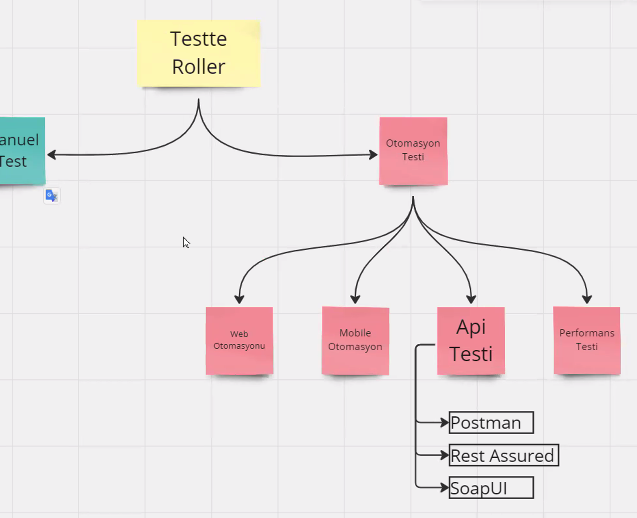 Testte
Roller
anuel
Test
Otomasyon
Testi
Web
Otomasyonu
Mobile
Otomasyon
Api
Testi
Performans
Testi
Postman
Rest Assured
SoapUI